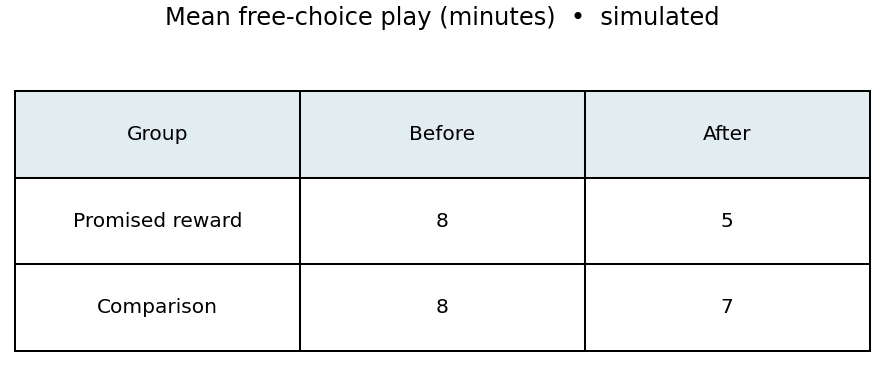 Mean free-choice play (minutes)  •  simulated
Group Before After
Promised reward 8 5
Comparison 8 7